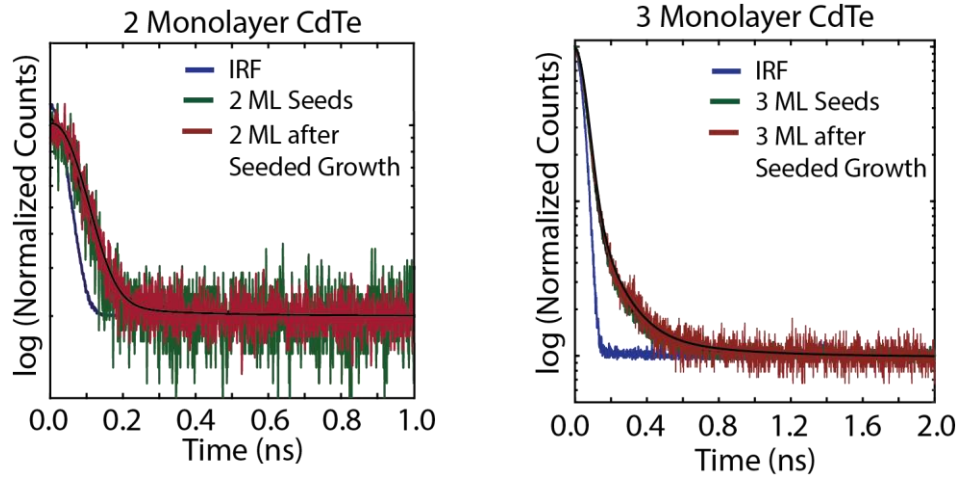 2 Monolayer CdTe
log (Normalized Counts)
IRF
2 ML Seeds
2 ML after
Seeded Growth
0.0 0.2 0.4 0.6 0.8 1.0
Time (ns)
3 Monolayer CdTe
log (Normalized Counts)
IRF
3 ML Seeds
3 ML after
Seeded Growth
0.0 0.4 0.8 1.2 1.6 2.0
Time (ns)